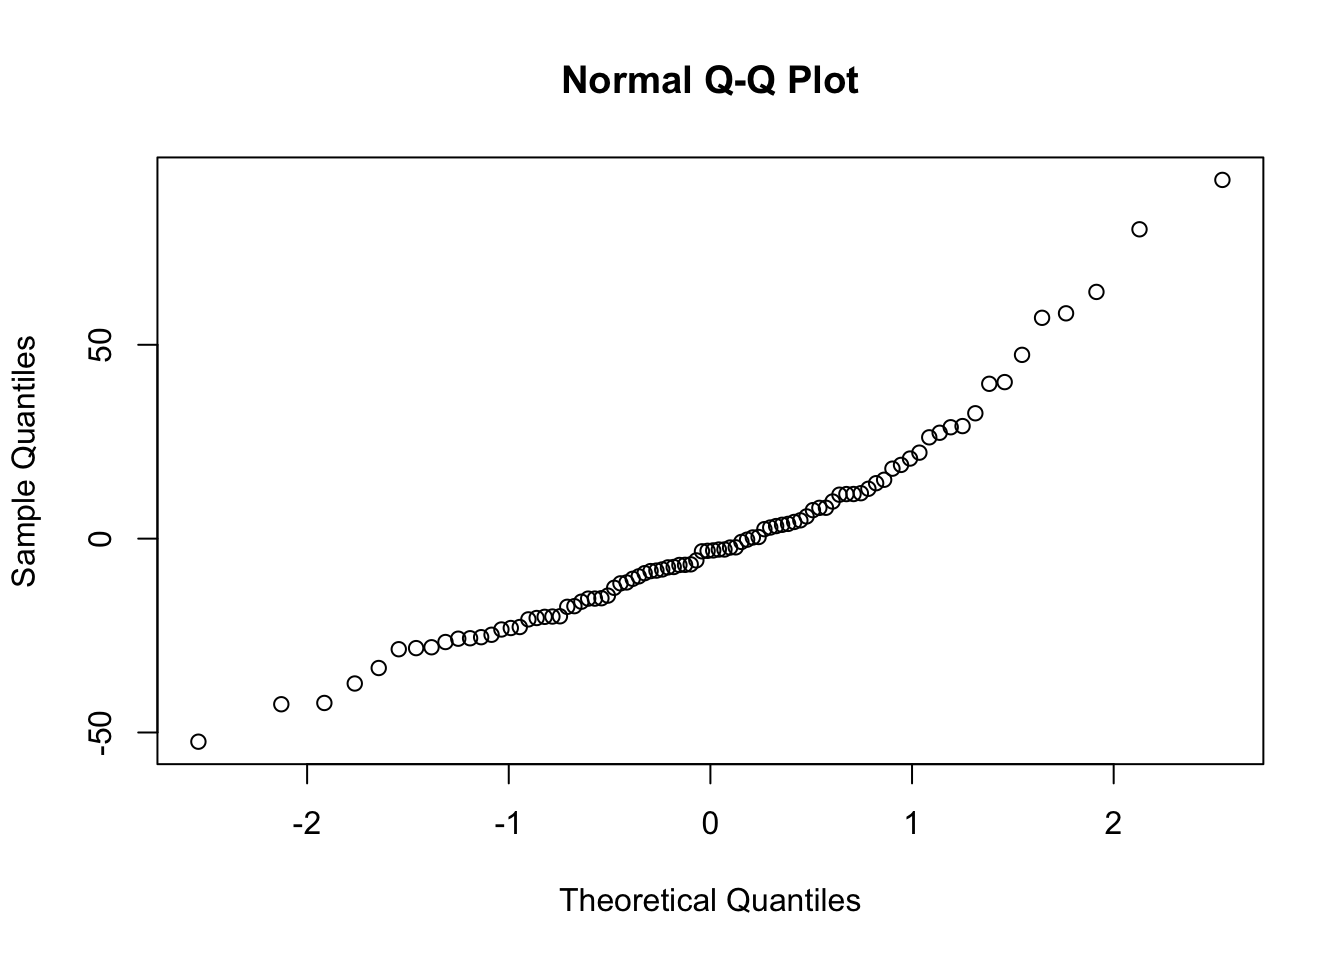 Normal Q-Q Plot
Sample Quantiles
50
0
-50
-2 -1 0 1 2
Theoretical Quantiles